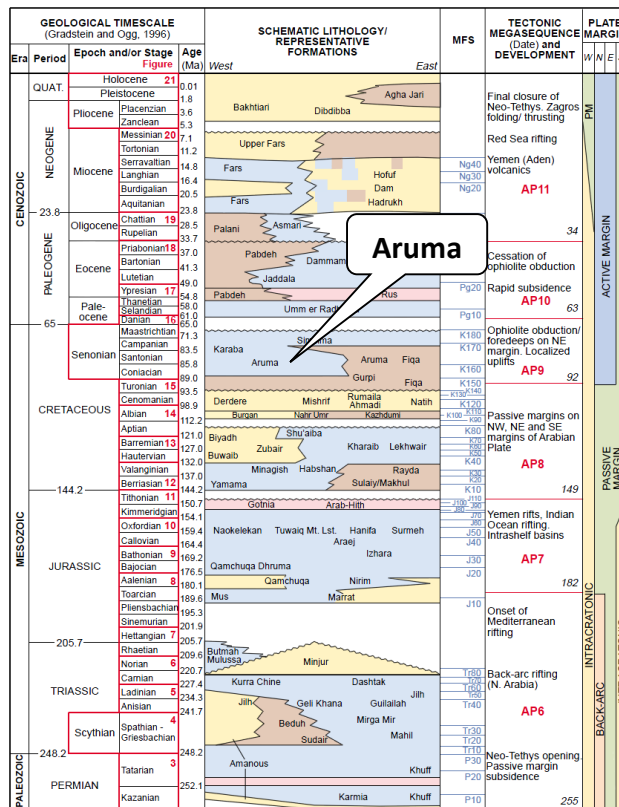 GEOLOGICAL TIMESCALE
(Gradstein and Ogg, 1996)
SCHEMATIC LITHOLOGY/
REPRESENTATIVE
FORMATIONS
MFS
TECTONIC
MEGASEQUENCE
(Date) and
DEVELOPMENT
PLATE
MARGIN
Era Period Epoch and/or Stage Figure Age (Ma)
West East
W N E
CENOZOIC
QUAT.
Holocene 21
0.01
Pleistocene
1.8
NEOGENE
Pliocene
Placenzian 3.6
Zanclean 5.3
Miocene
Messinian 20 7.1
Tortonian 11.2
Serravaltian 14.8
Langhian 16.4
Burdigalian 20.5
Aquitanian 23.8
23.8
PALEOGENE
Oligocene
Chattian 19 28.5
Rupelian 33.7
Eocene
Priabonian 18 37.0
Bartonian 41.3
Lutetian 49.0
Ypresian 17 54.8
Pale-
ocene
Thanetian 58.0
Selandian 61.0
Danian 16 65.0
65
MESOZOIC
CRETACEOUS
Senonian
Maastrichtian 71.3
Campanian 83.5
Santonian 85.8
Coniacian 89.0
Turonian 15 93.5
Cenomanian 98.9
Albian 14 112.2
Aptian 121.0
Barremian 13 127.0
Hautervian 132.0
Valanginian 137.0
Berriasian 12 144.2
144.2
JURASSIC
Tithonian 11 150.7
Kimmeridgian 154.1
Oxfordian 10 159.4
Callovian 164.4
Bathonian 9 169.2
Bajocian 176.5
Aalenian 8 180.1
Toarcian 189.6
Pliensbachian 195.3
Sinemurian 201.9
Hettangian 7 205.7
205.7
TRIASSIC
Rhaetian 209.6
Norian 6 220.7
Carnian 227.4
Ladinian 5 234.3
Anisian 241.7
Scythian
4
Spathian -
Griesbachian 248.2
248.2
PALEOZOIC
PERMIAN
Tatarian 3 252.1
Kazanian
Agha Jari
Bakhtiari Dibdibba
Upper Fars
Fars
Hofuf
Dam
Fars
Hadrukh
Palani Asmari
Pabdeh
Dammam
Jaddala
Pabdeh
Rus
Aruma
Karaba
Aruma Aruma Fiqa
Gurpi
Fiqa
Derdere Mishrif Rumaila Natih
Ahmadi
Burgan Nahr Umr Kazhdumi
Biyadh Shu'aiba
Zubair Kharaib Lekhwair
Buwaib
Minagish Habshan Rayda
Yamama Sulaiy/Makhul
Gotnia Arab-Hith
Naokelekan Tuwaiq Mt. Lst. Hanifa Surmeh
Araej
Izhara
Qamchuqa Dhruma
Qamchuqa Nirim
Mus Marrat
Butmah
Mulussa
Minjur
Kurra Chine Dashtak
Jilh
Jilh Geli Khana Gulailah
Beduh Mirga Mir
Sudair Mahil
Amanous
Khuff
Karmia Khuff
Ng40
Ng30
Ng20
Pg20
Pg10
K180
K170
K160
K150
K140
K130
K120
K110
K100
K90
K80
K70
K60
K50
K40
K30
K20
K10
J110
J100
J90
J80
J70
J60
J50
J40
J30
J20
J10
Tr80
Tr70
Tr60
Tr50
Tr40
Tr30
Tr20
Tr10
P30
P20
P10
Final closure of
Neo-Tethys. Zagros
folding/ thrusting
Red Sea rifting
Yemen (Aden)
volcanics
AP11
34
Cessation of
ophiolite obduction
Rapid subsidence
AP10
63
Ophiolite obduction/
foredeeps on NE
margin. Localized
uplifts
AP9
92
Passive margins on
NW, NE and SE
margins of Arabian
Plate
AP8
149
Yemen rifts, Indian
Ocean rifting.
Intrashelf basins
AP7
182
Onset of
Mediterranean
rifting
Back-arc rifting
(N. Arabia)
AP6
Neo-Tethys opening.
Passive margin
subsidence
255
PM
ACTIVE MARGIN
PASSIVE
MARGIN
INTRACRATONIC
BACK-ARC